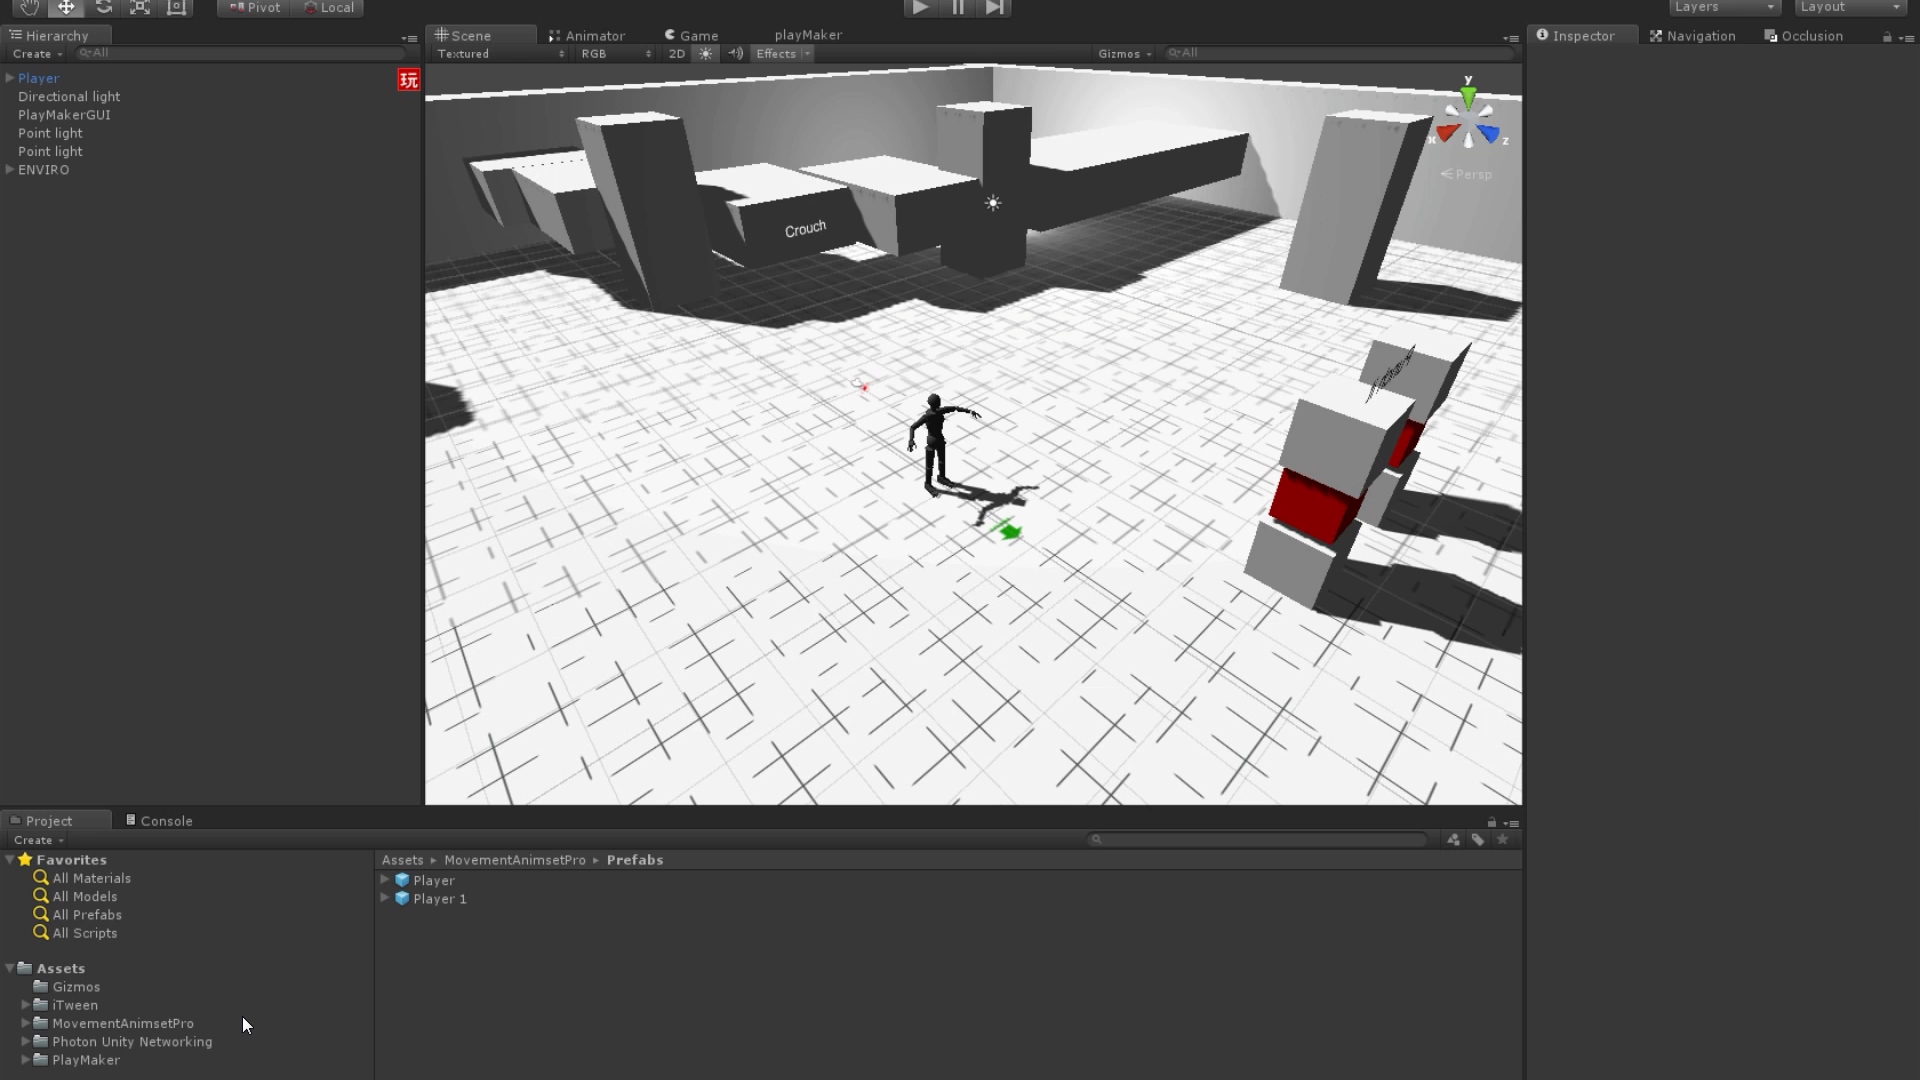 Pivot
Local
Layers
Layout
Hierarchy
Create
All
Player
玩
Directional light
PlayMakerGUI
Point light
Point light
ENVIRO
Scene
Animator
Game
playMaker
Textured
RGB
2D
Effects
Gizmos
All
Crouch
y
x
z
Persp
Inspector
Navigation
Occlusion
Project
Console
Create
Favorites
All Materials
All Models
All Prefabs
All Scripts
Assets
Gizmos
iTween
MovementAnimsetPro
Photon Unity Networking
PlayMaker
Assets MovementAnimsetPro Prefabs
Player
Player 1